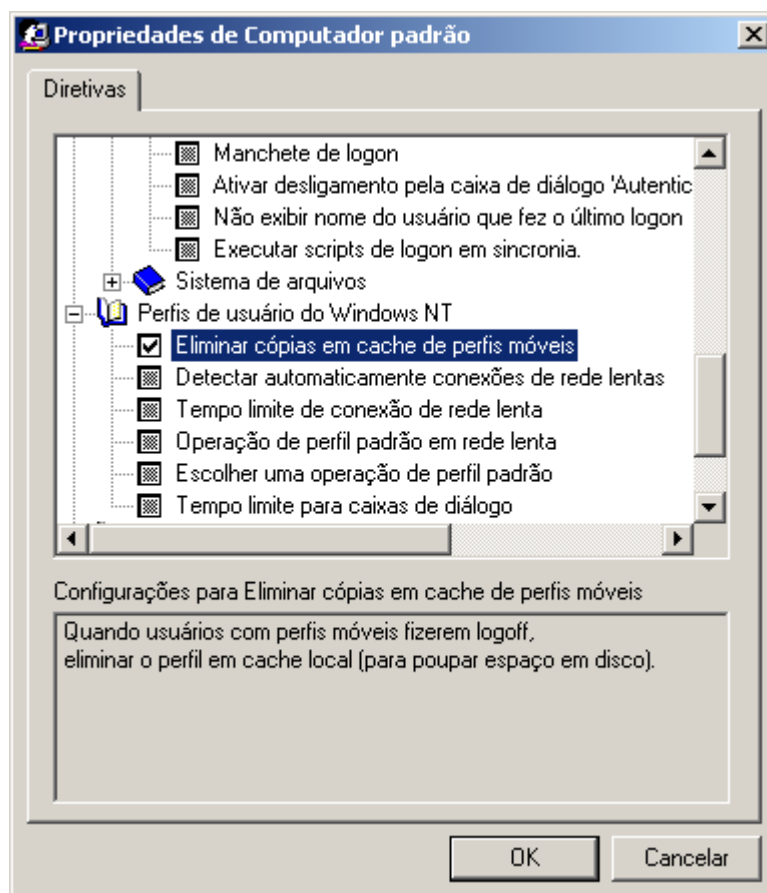 Propriedades de Computador padrão
Diretivas
Manchete de logon
Ativar desligamento pela caixa de diálogo 'Autentic
Não exibir nome do usuário que fez o último logon
Executar scripts de logon em sincronia.
Sistema de arquivos
Perfis de usuário do Windows NT
Eliminar cópias em cache de perfis móveis
Detectar automaticamente conexões de rede lentas
Tempo limite de conexão de rede lenta
Operação de perfil padrão em rede lenta
Escolher uma operação de perfil padrão
Tempo limite para caixas de diálogo
Configurações para Eliminar cópias em cache de perfis móveis
Quando usuários com perfis móveis fizerem logoff,
eliminar o perfil em cache local (para poupar espaço em disco).
OK
Cancelar